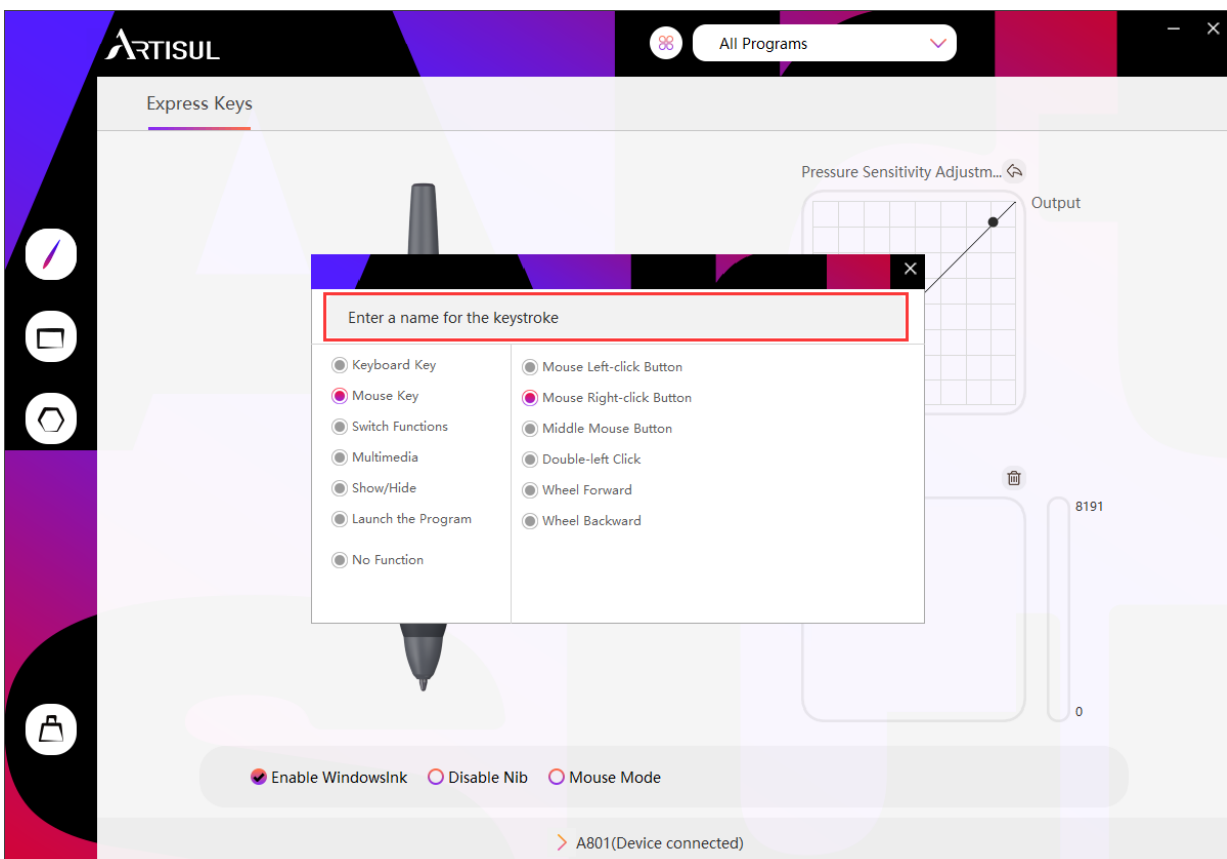 ARTISUL
All Programs
Express Keys
Pressure Sensitivity Adjustm...
Output
Enter a name for the keystroke
Keyboard Key
Mouse Key
Switch Functions
Multimedia
Show/Hide
Launch the Program
No Function
Mouse Left-click Button
Mouse Right-click Button
Middle Mouse Button
Double-left Click
Wheel Forward
Wheel Backward
8191
0
Enable WindowsInk Disable Nib Mouse Mode
A801(Device connected)